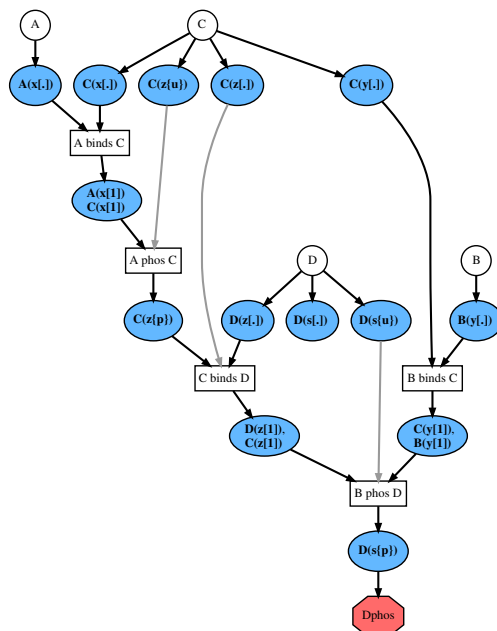 A
C
A(x[.])
C(x[.])
C(z{u})
C(z[.])
C(y[.])
A binds C
A(x[1])
C(x[1])
A phos C
D
B
C(z{p})
D(z[.])
D(s[.])
D(s{u})
B(y[.])
C binds D
B binds C
D(z[1]),
C(z[1])
C(y[1]),
B(y[1])
B phos D
D(s{p})
Dphos